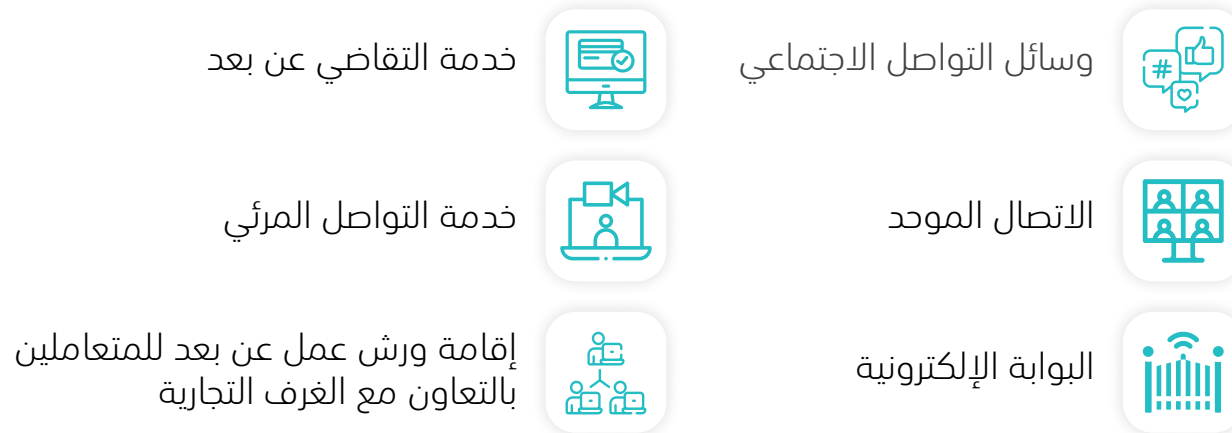 وسائل التواصل الاجتماعي
خدمة التقاضي عن بعد
الاتصال الموحد
خدمة التواصل المرئي
البوابة الإلكترونية
إقامة ورش عمل عن بعد للمتعاملين
بالتعاون مع الغرف التجارية